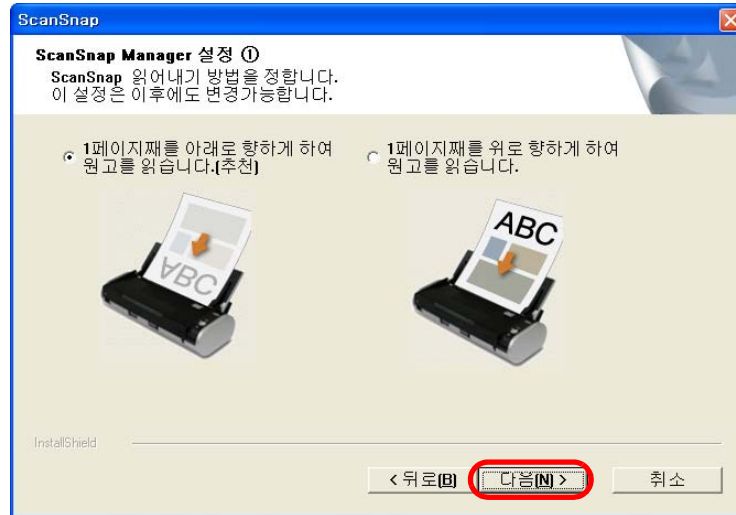 ScanSnap
ScanSnap Manager 설정 ①
ScanSnap 읽어내기 방법을 정합니다.
이 설정은 이후에도 변경가능합니다.
1페이지째를 아래로 향하게 하여
원고를 읽습니다.(추천)
1페이지째를 위로 향하게 하여
원고를 읽습니다.
ABC
ABC
InstallShield
< 뒤로(B)
다음(N) >
취소